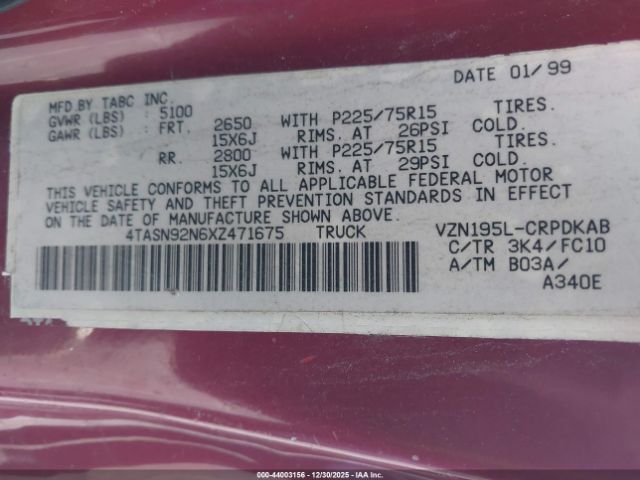 DATE 01/99
MFD BY TABC INC.
GVWR (LBS) 5100
GAWR (LBS) : FRT. 2650 WITH P225/75R15 TIRES.
15X6J RIMS. AT 26PSI COLD.
RR. 2800 WITH P225/75R15 TIRES.
15X6J RIMS. AT 29PSI COLD.
THIS VEHICLE CONFORMS TO ALL APPLICABLE FEDERAL MOTOR
VEHICLE SAFETY AND THEFT PREVENTION STANDARDS IN EFFECT
ON THE DATE OF MANUFACTURE SHOWN ABOVE.
4TASN92N6XZ471675 TRUCK VZN195L-CRPDKAB
C/TR 3K4/FC10
A/TM B03A/
A340E
000-44003156 - 12/30/2025 - IAA Inc.